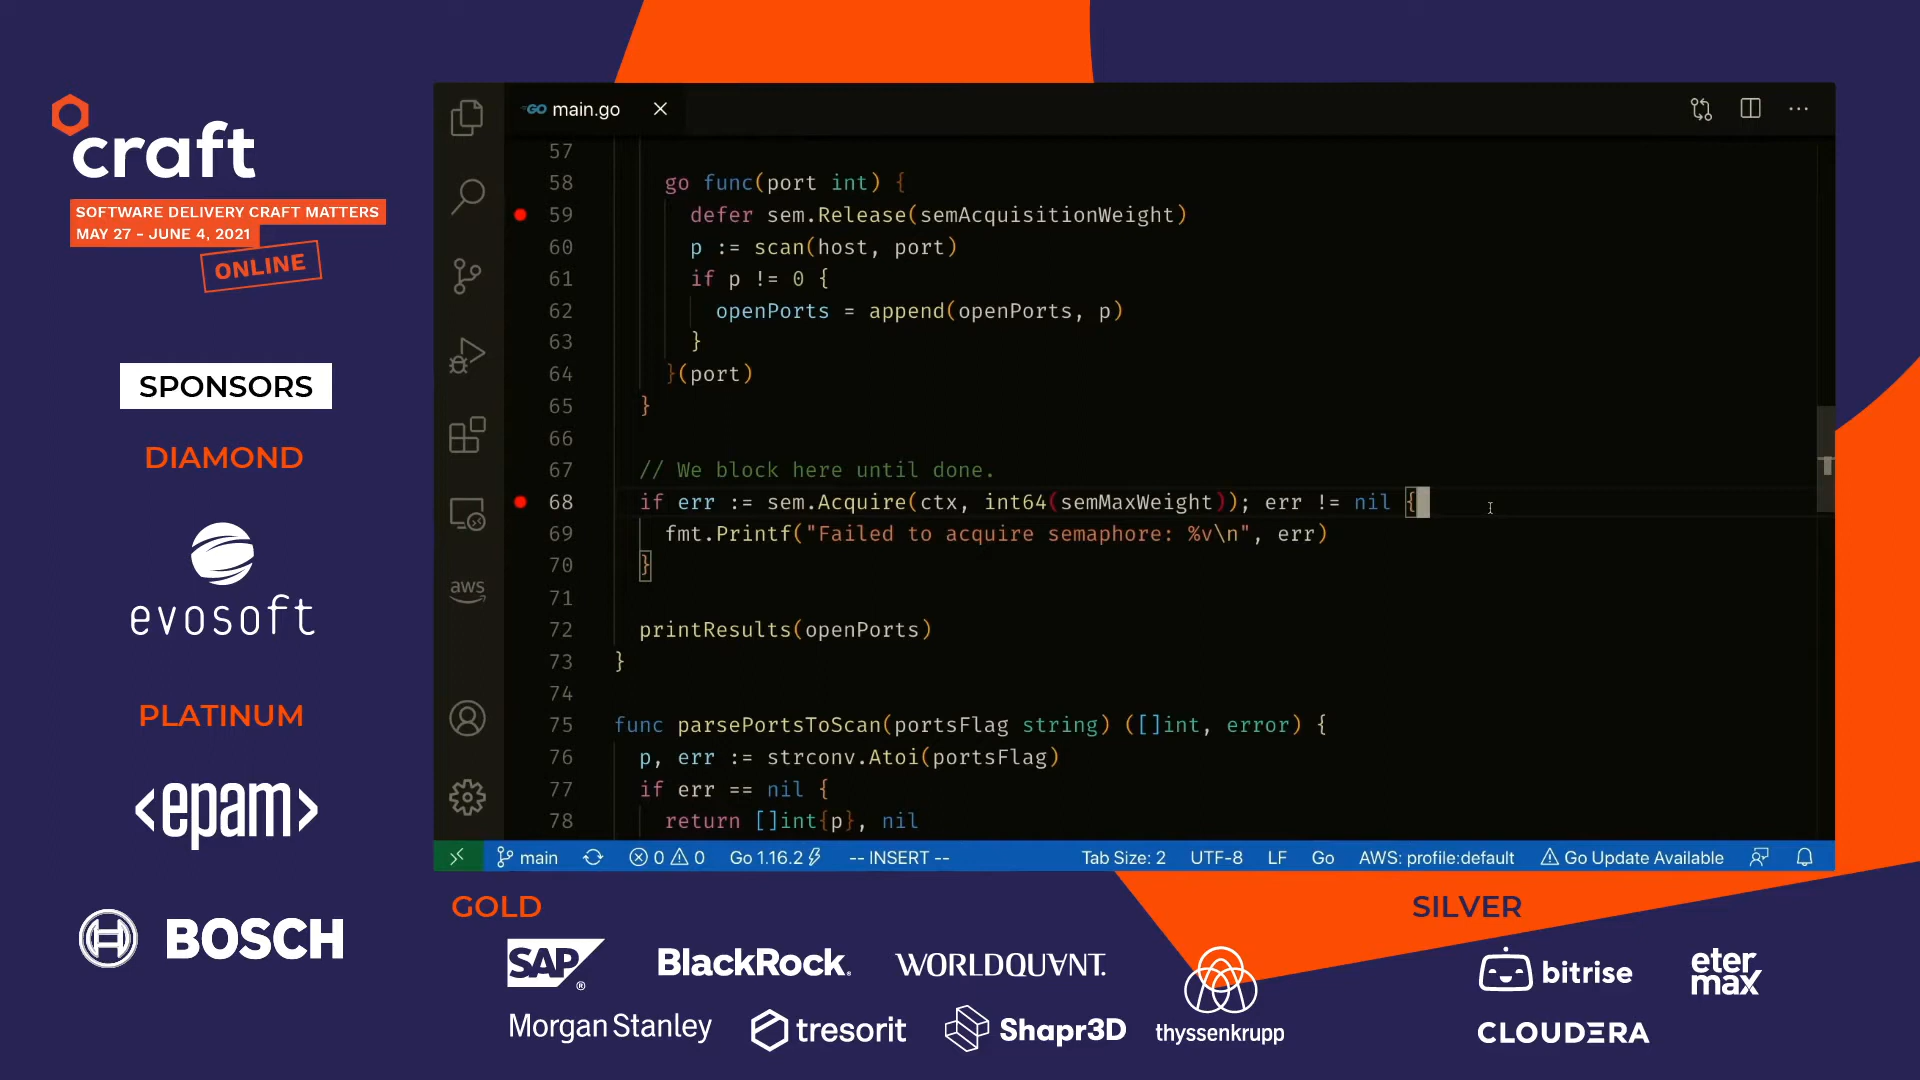 craft
SOFTWARE DELIVERY CRAFT MATTERS
MAY 27 - JUNE 4, 2021
ONLINE
SPONSORS
DIAMOND
evosoft
PLATINUM
<epam>
BOSCH
GO main.go
57
58 go func(port int) {
59 defer sem.Release(semAcquisitionWeight)
60 p := scan(host, port)
61 if p != 0 {
62 openPorts = append(openPorts, p)
63 }
64 }(port)
65 }
66
67 // We block here until done.
68 if err := sem.Acquire(ctx, int64(semMaxWeight)); err != nil {
69 fmt.Printf("Failed to acquire semaphore: %v\n", err)
70 }
71
72 printResults(openPorts)
73 }
74
75 func parsePortsToScan(portsFlag string) ([]int, error) {
76 p, err := strconv.Atoi(portsFlag)
77 if err == nil {
78 return []int{p}, nil
aws
main 0 0 Go 1.16.2 -- INSERT -- Tab Size: 2 UTF-8 LF Go AWS: profile:default Go Update Available
GOLD
SAP®
BlackRock.
WORLDQUANT.
Morgan Stanley
tresorit
Shapr3D
thyssenkrupp
SILVER
bitrise
eter
max
CLOUDERA